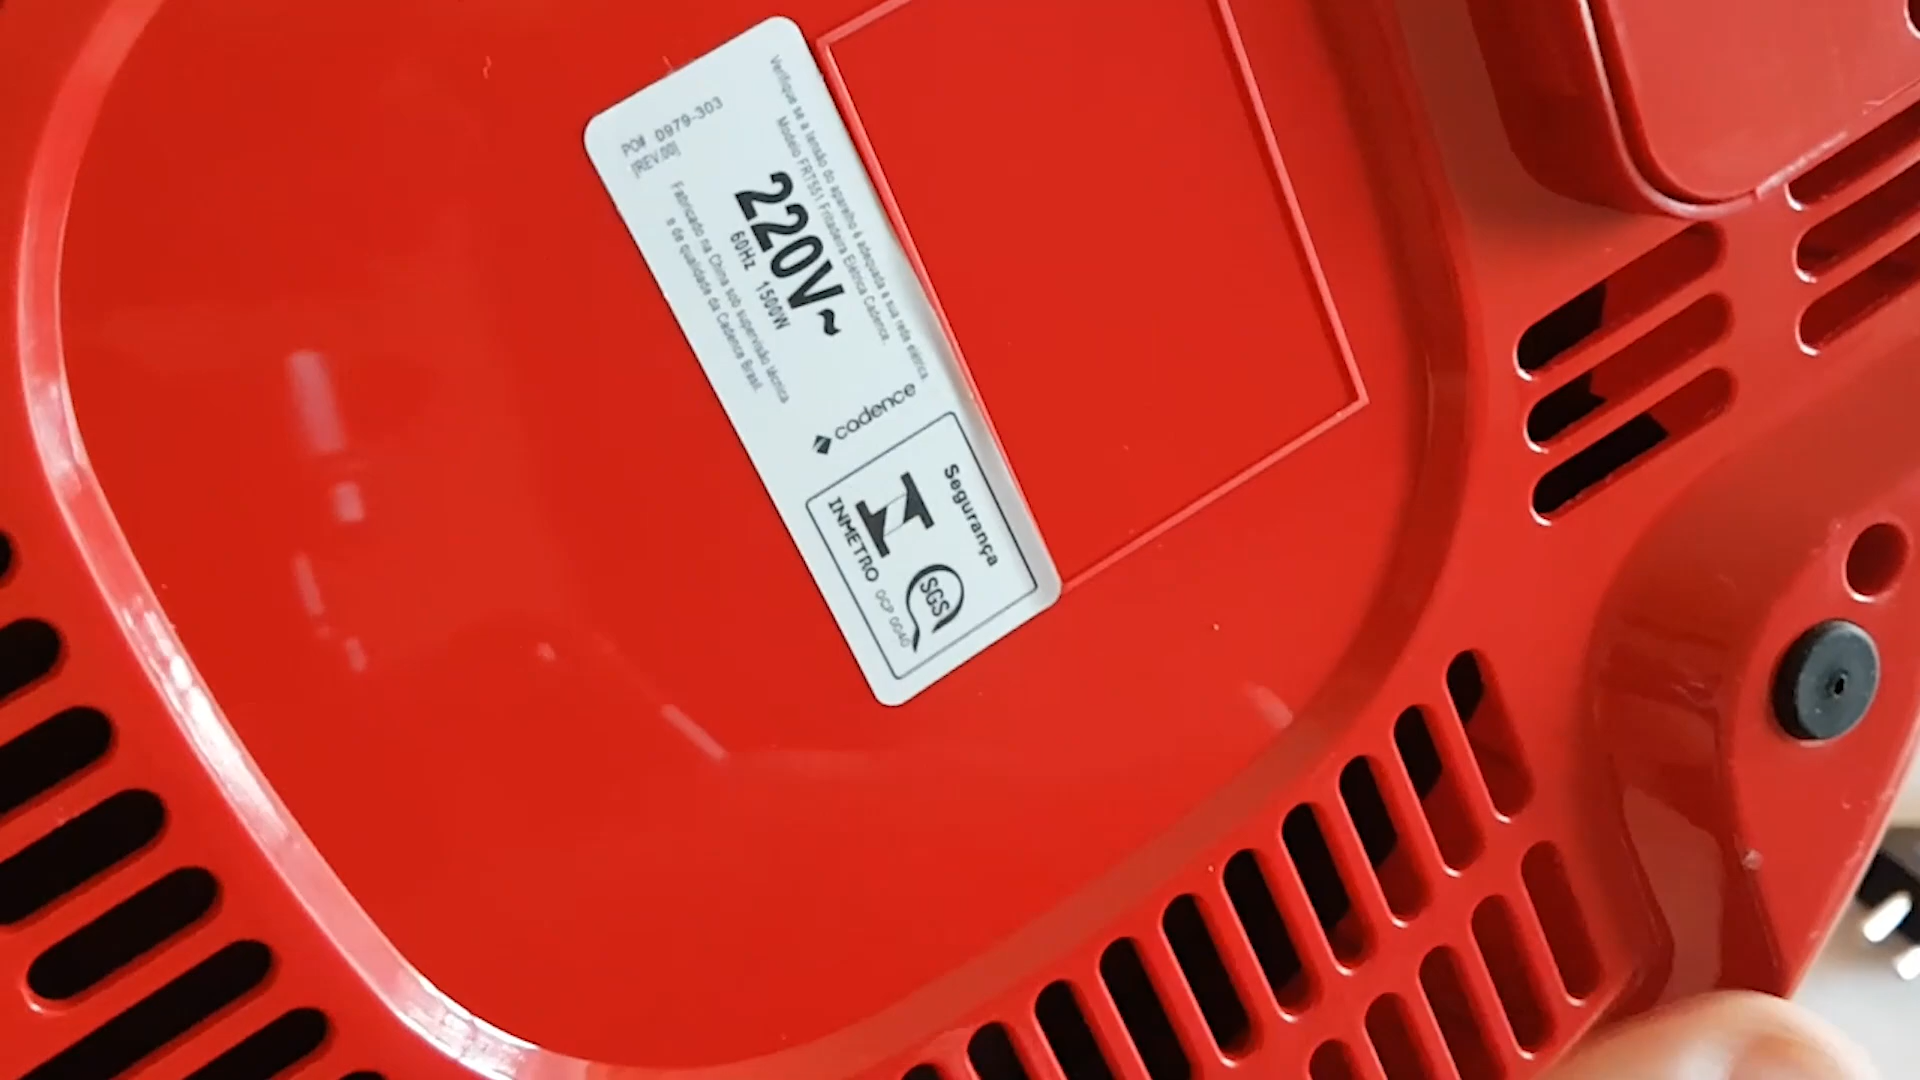 PO# 0979-303
[REV.00]
Verifique se a tensão do aparelho é adequada a sua rede elétrica.
Modelo FRT551 Fritadeira Elétrica Cadence.
220V~
60Hz 1500W
Fabricado na China sob supervisão técnica
e de qualidade da Cadence Brasil.
cadence
Segurança
SGS
INMETRO
OCP 0040